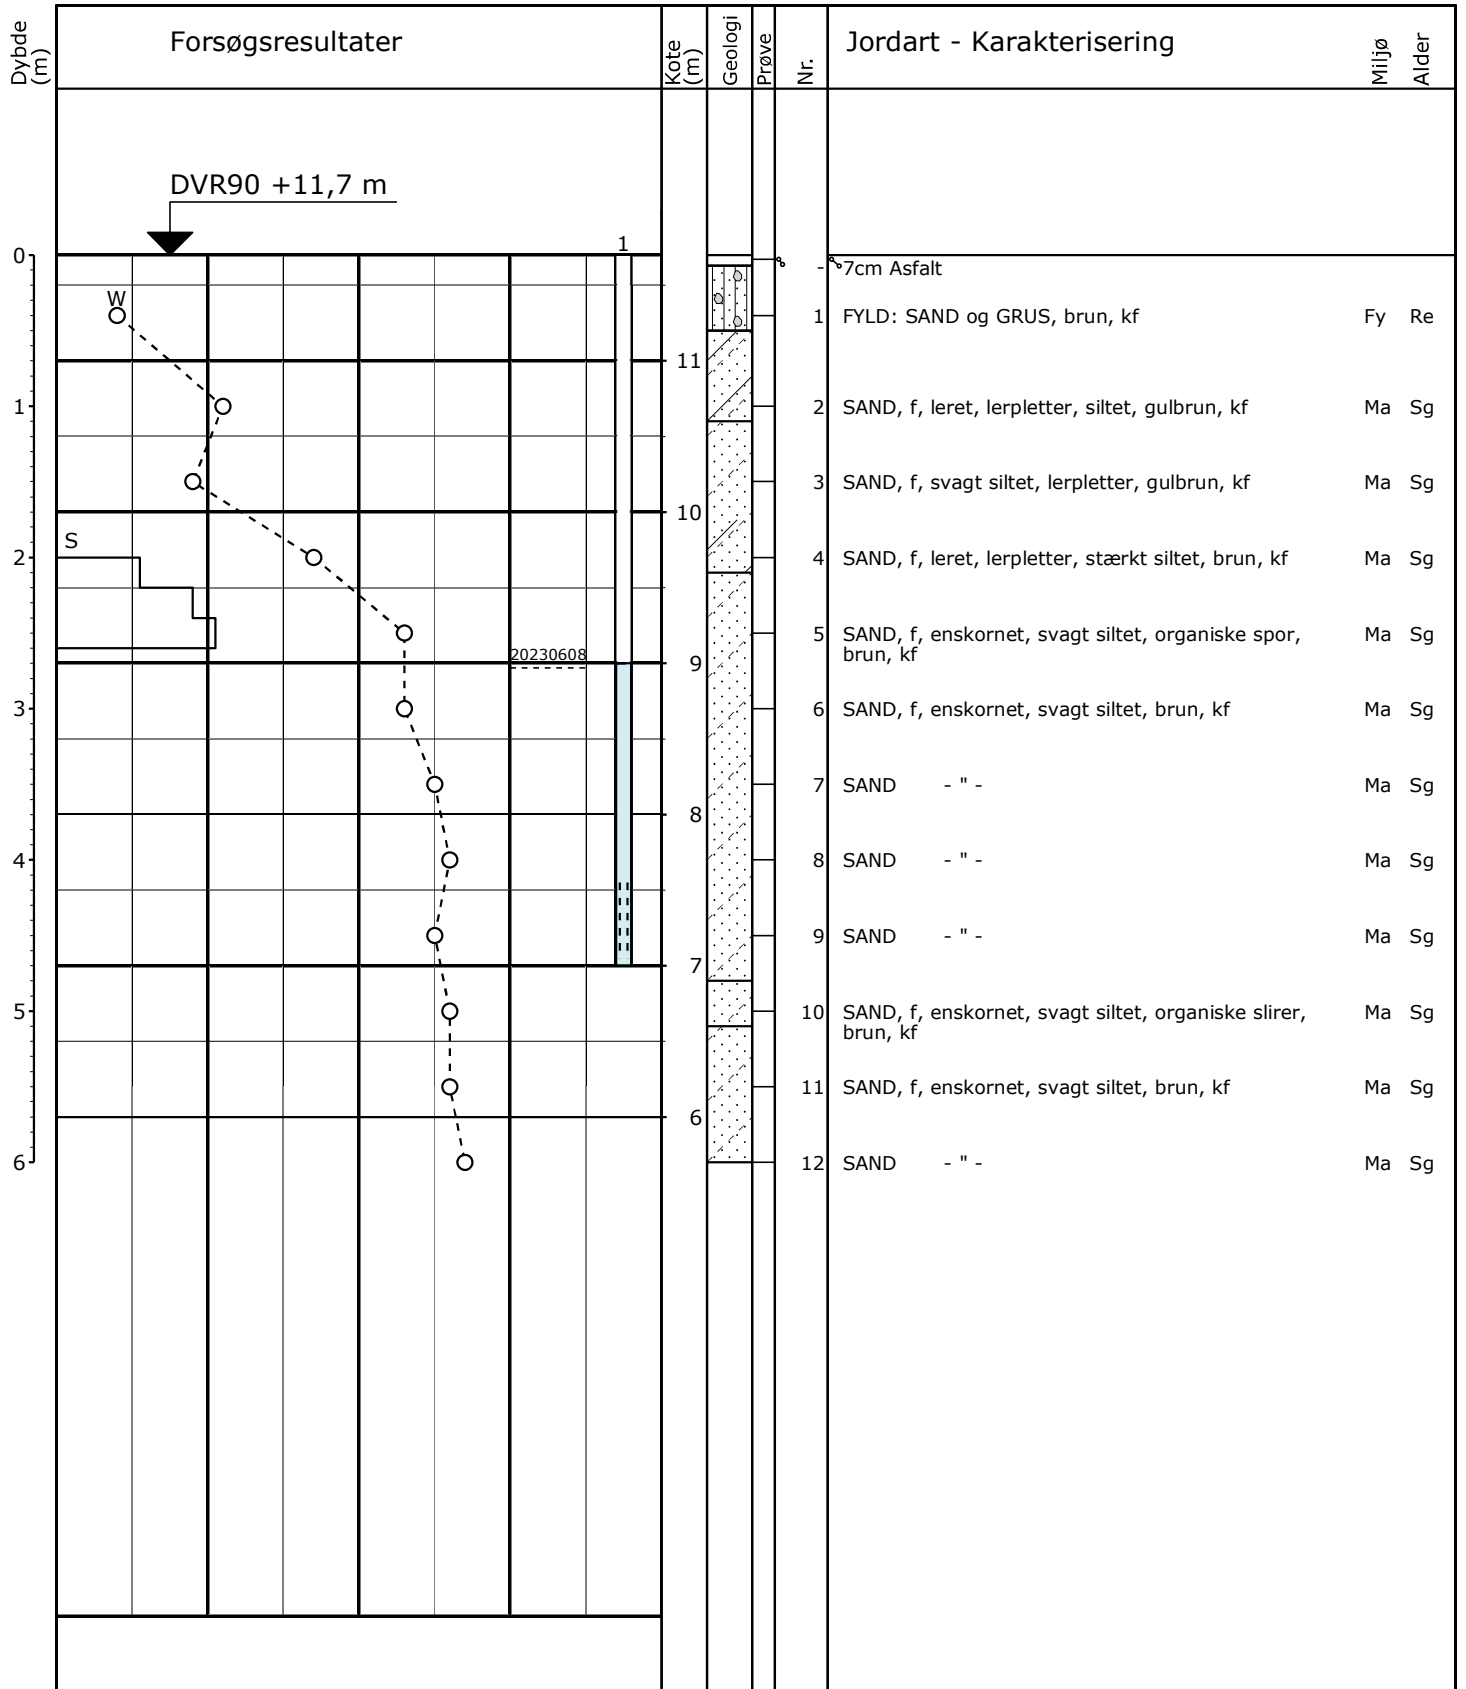 Dybde (m)
Forsøgsresultater
Kote (m)
Geologi
Prøve
Nr.
Jordart - Karakterisering
Miljø
Alder
DVR90 +11,7 m
1
0
- 7cm Asfalt
W
1 FYLD: SAND og GRUS, brun, kf Fy Re
11
1
2 SAND, f, leret, lerpletter, siltet, gulbrun, kf Ma Sg
3 SAND, f, svagt siltet, lerpletter, gulbrun, kf Ma Sg
10
S
2
4 SAND, f, leret, lerpletter, stærkt siltet, brun, kf Ma Sg
5 SAND, f, enskornet, svagt siltet, organiske spor, Ma Sg
brun, kf
20230608
9
3
6 SAND, f, enskornet, svagt siltet, brun, kf Ma Sg
7 SAND - " - Ma Sg
8
4
8 SAND - " - Ma Sg
9 SAND - " - Ma Sg
7
5
10 SAND, f, enskornet, svagt siltet, organiske slirer, Ma Sg
brun, kf
11 SAND, f, enskornet, svagt siltet, brun, kf Ma Sg
6
6
12 SAND - " - Ma Sg